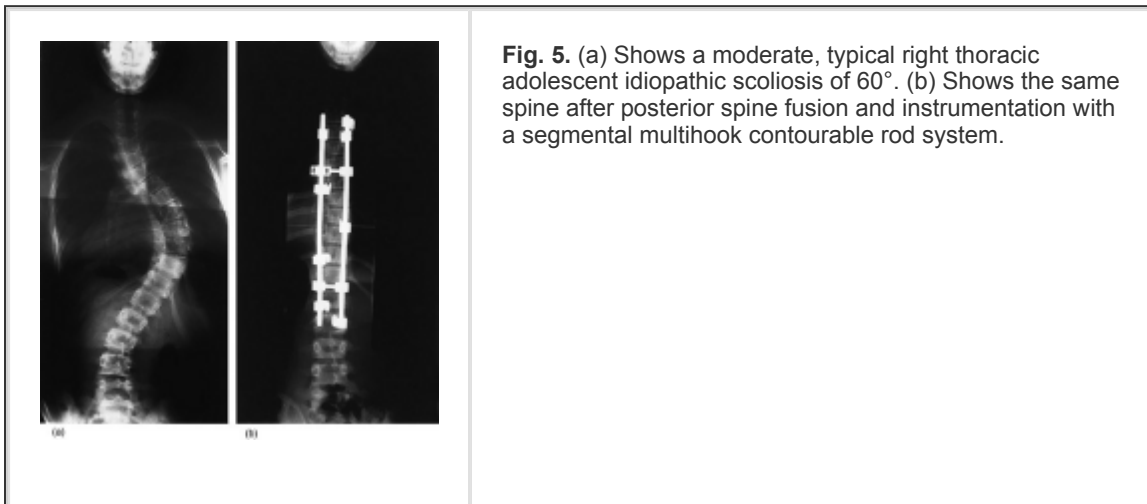 Fig. 5. (a) Shows a moderate, typical right thoracic
adolescent idiopathic scoliosis of 60°. (b) Shows the same
spine after posterior spine fusion and instrumentation with
a segmental multihook contourable rod system.
(a)
(b)